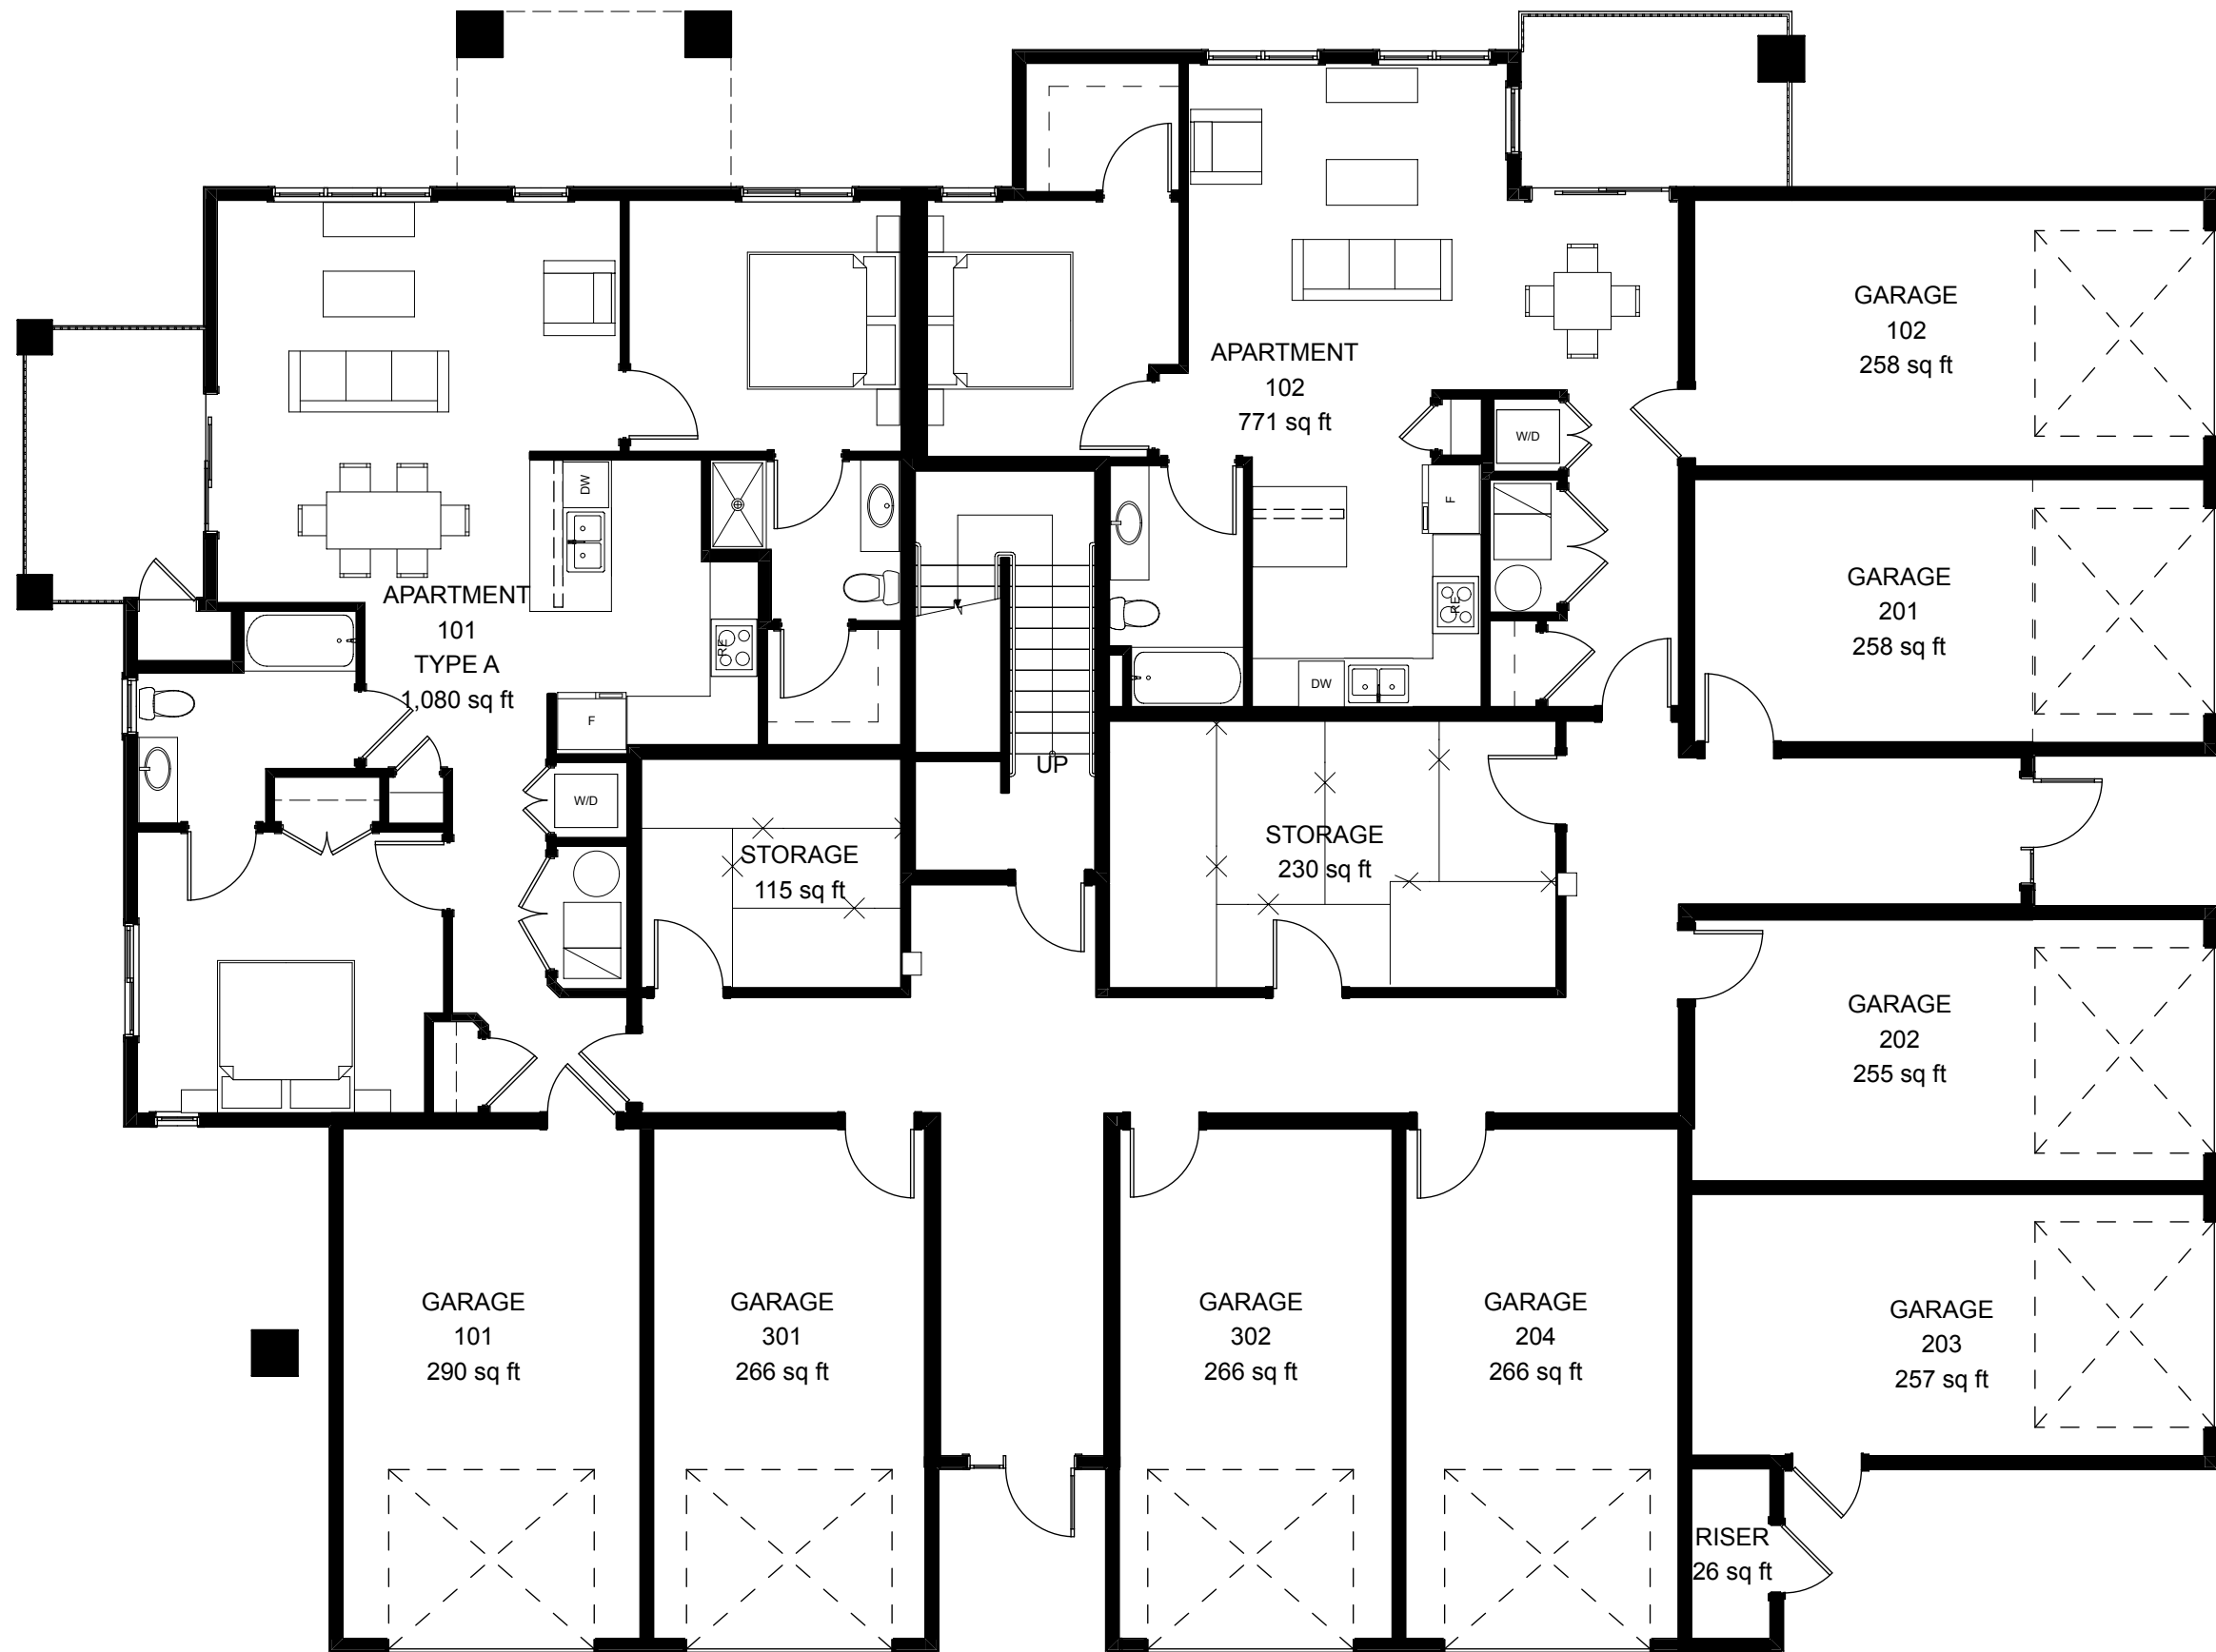 GARAGE
102
258 sq ft
APARTMENT
102
771 sq ft
W/D
DW
F
GARAGE
201
258 sq ft
APARTMENT
101
TYPE A
1,080 sq ft
RE
RE
DW
F
UP
W/D
STORAGE
115 sq ft
STORAGE
230 sq ft
GARAGE
202
255 sq ft
GARAGE
101
290 sq ft
GARAGE
301
266 sq ft
GARAGE
302
266 sq ft
GARAGE
204
266 sq ft
GARAGE
203
257 sq ft
RISER
26 sq ft